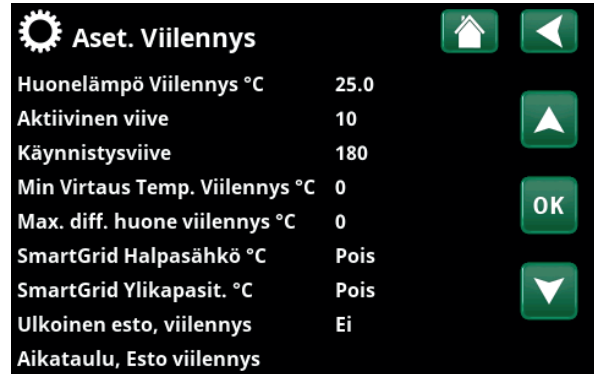 Aset. Viilennys
Huonelämpö Viilennys °C 25.0
Aktiivinen viive 10
Käynnistysviive 180
Min Virtaus Temp. Viilennys °C 0
Max. diff. huone viilennys °C 0
SmartGrid Halpasähkö °C Pois
SmartGrid Ylikapasit. °C Pois
Ulkoinen esto, viilennys Ei
Aikataulu, Esto viilennys
OK